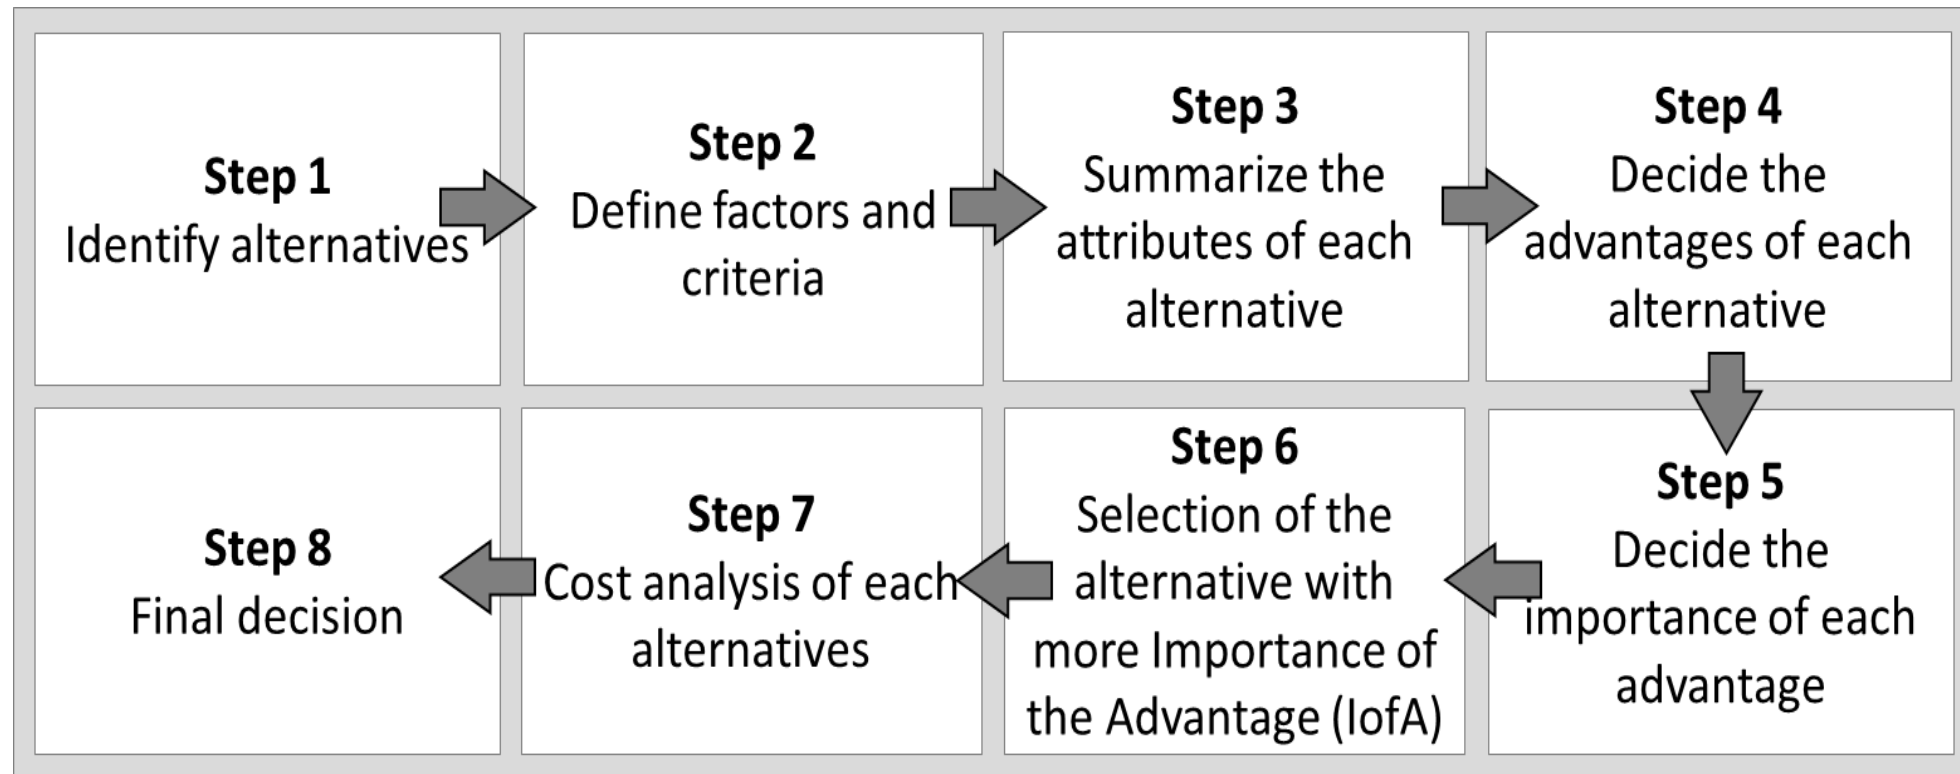 Step 1
Identify alternatives
Step 2
Define factors and
criteria
Step 3
Summarize the
attributes of each
alternative
Step 4
Decide the
advantages of each
alternative
Step 5
Decide the
importance of each
advantage
Step 6
Selection of the
alternative with
more Importance of
the Advantage (IofA)
Step 7
Cost analysis of each
alternatives
Step 8
Final decision